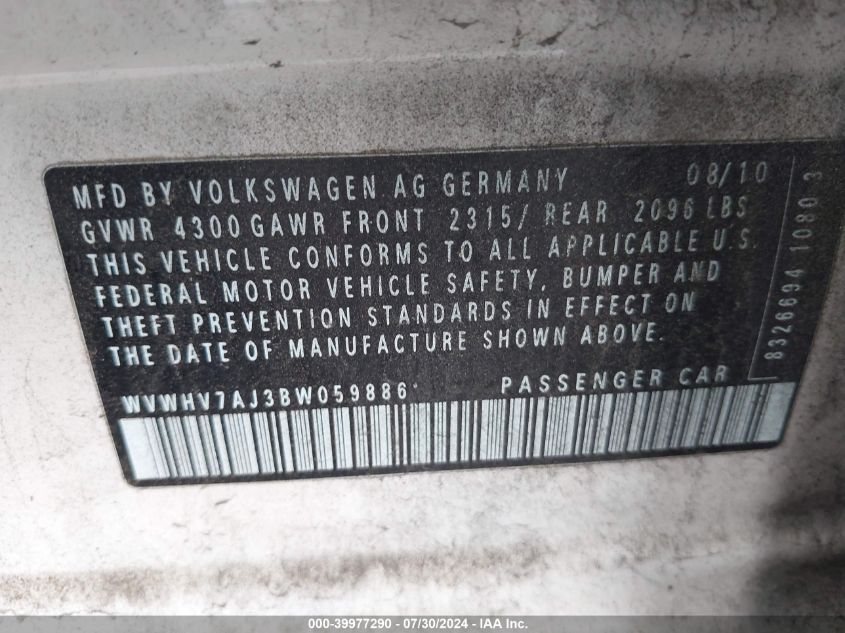 MFD BY VOLKSWAGEN AG GERMANY 08/10
GVWR 4300 GAWR FRONT 2315/ REAR 2096 LBS
THIS VEHICLE CONFORMS TO ALL APPLICABLE U.S.
FEDERAL MOTOR VEHICLE SAFETY, BUMPER AND
THEFT PREVENTION STANDARDS IN EFFECT ON
THE DATE OF MANUFACTURE SHOWN ABOVE.
WVWHV7AJ3BW059886 PASSENGER CAR
8326694 1080 3
000-39977290 - 07/30/2024 - IAA Inc.